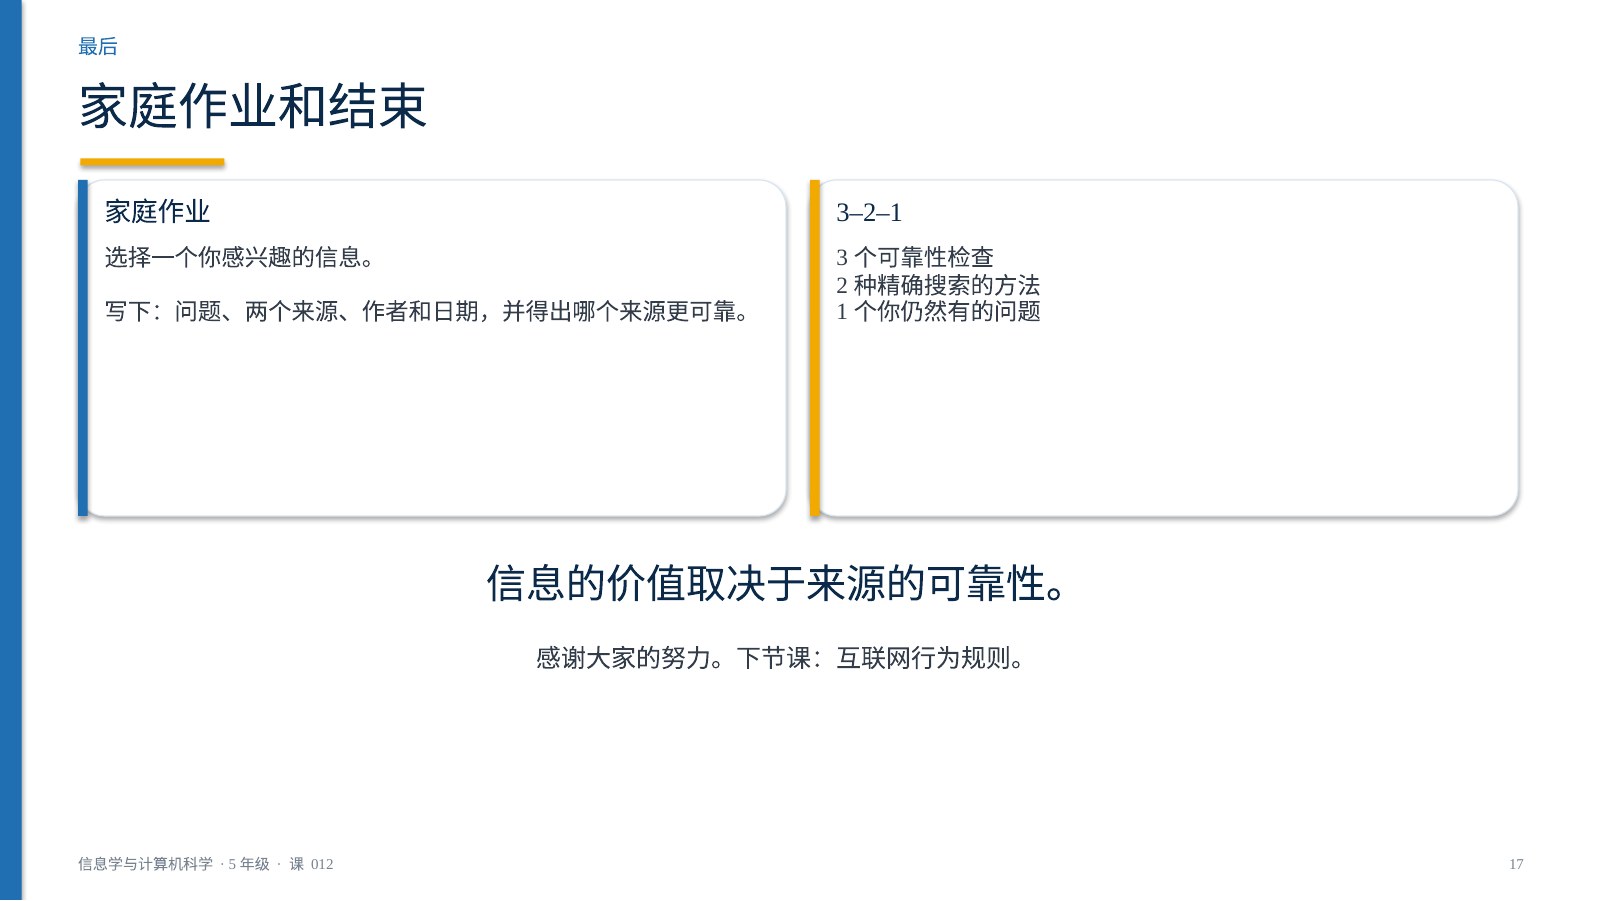 最后
家庭作业和结束
家庭作业
选择一个你感兴趣的信息。
写下：问题、两个来源、作者和日期，并得出哪个来源更可靠。
3–2–1
3 个可靠性检查
2 种精确搜索的方法
1 个你仍然有的问题
信息的价值取决于来源的可靠性。
感谢大家的努力。下节课：互联网行为规则。
信息学与计算机科学 · 5 年级 · 课 012
17